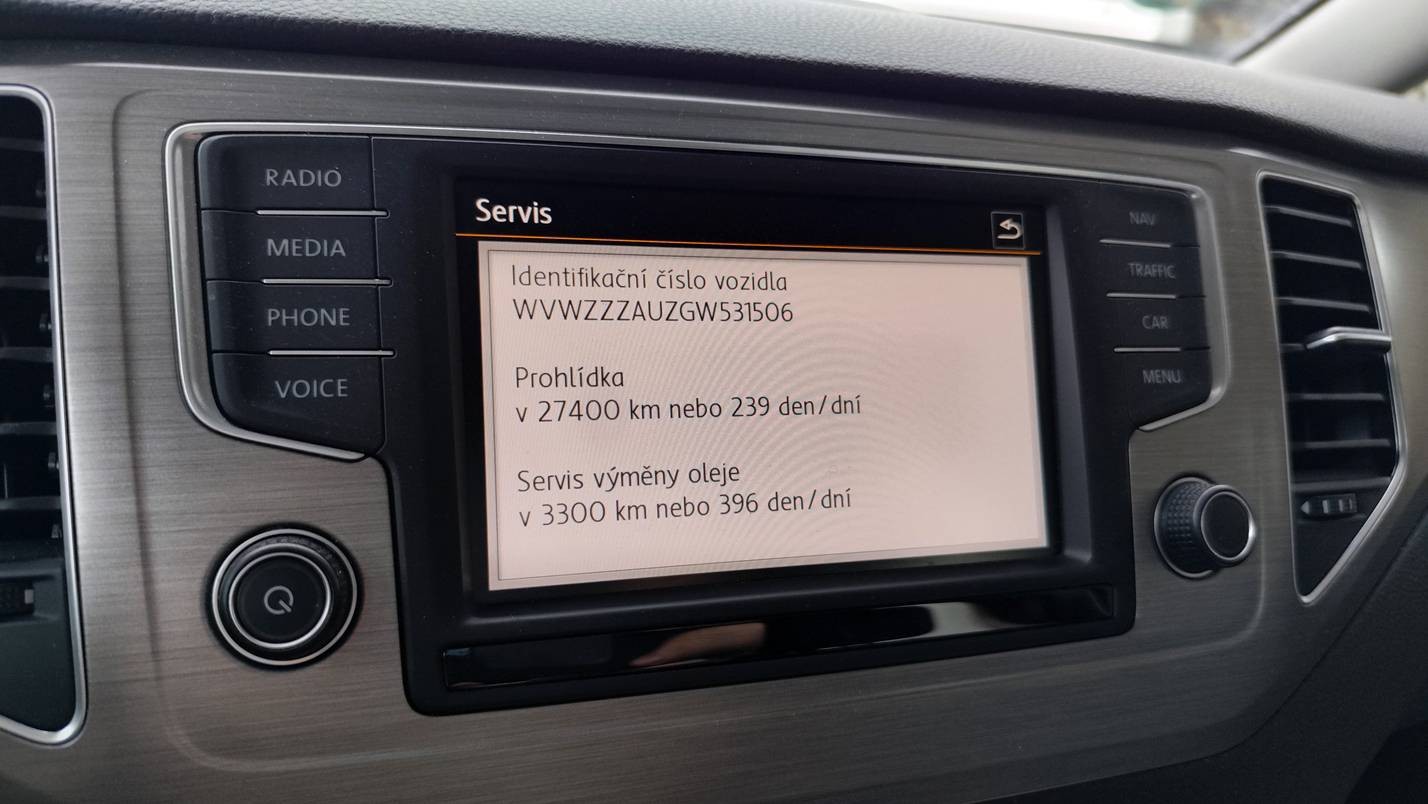 RADIO
MEDIA
PHONE
VOICE
Servis
Identifikační číslo vozidla
WVWZZZAUZGW531506
Prohlídka
v 27400 km nebo 239 den/dní
Servis výměny oleje
v 3300 km nebo 396 den/dní
NAV
TRAFFIC
CAR
MENU